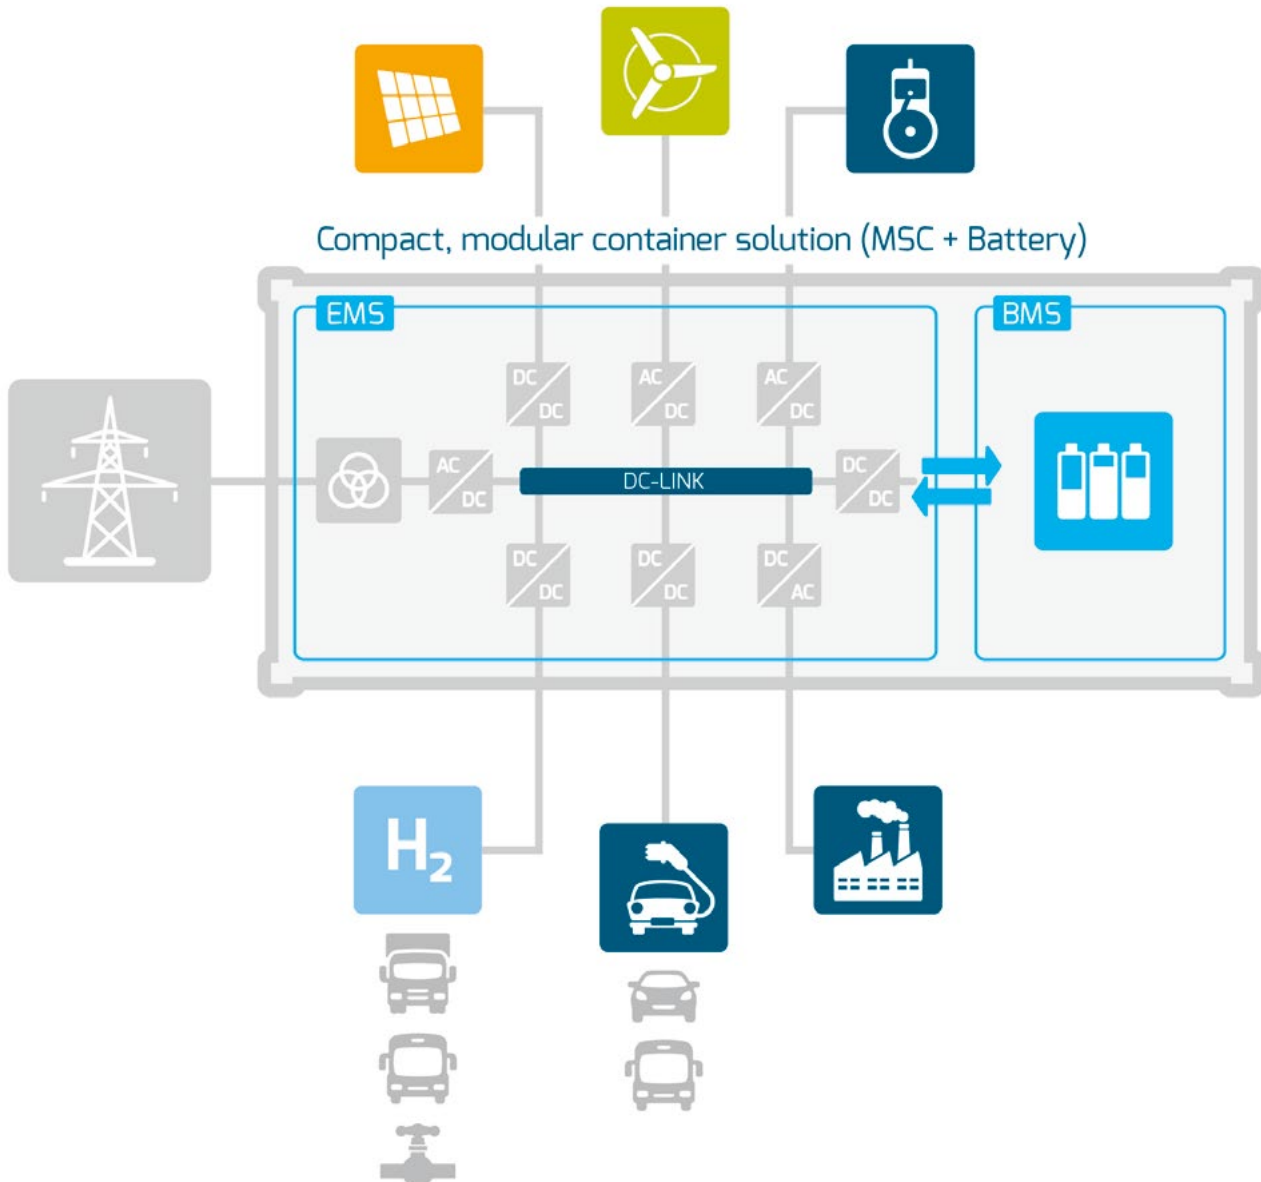 Compact, modular container solution (MSC + Battery)
EMS
BMS
DC
DC
AC
DC
AC
DC
AC
DC
DC-LINK
DC
DC
DC
DC
DC
DC
DC
AC
H₂